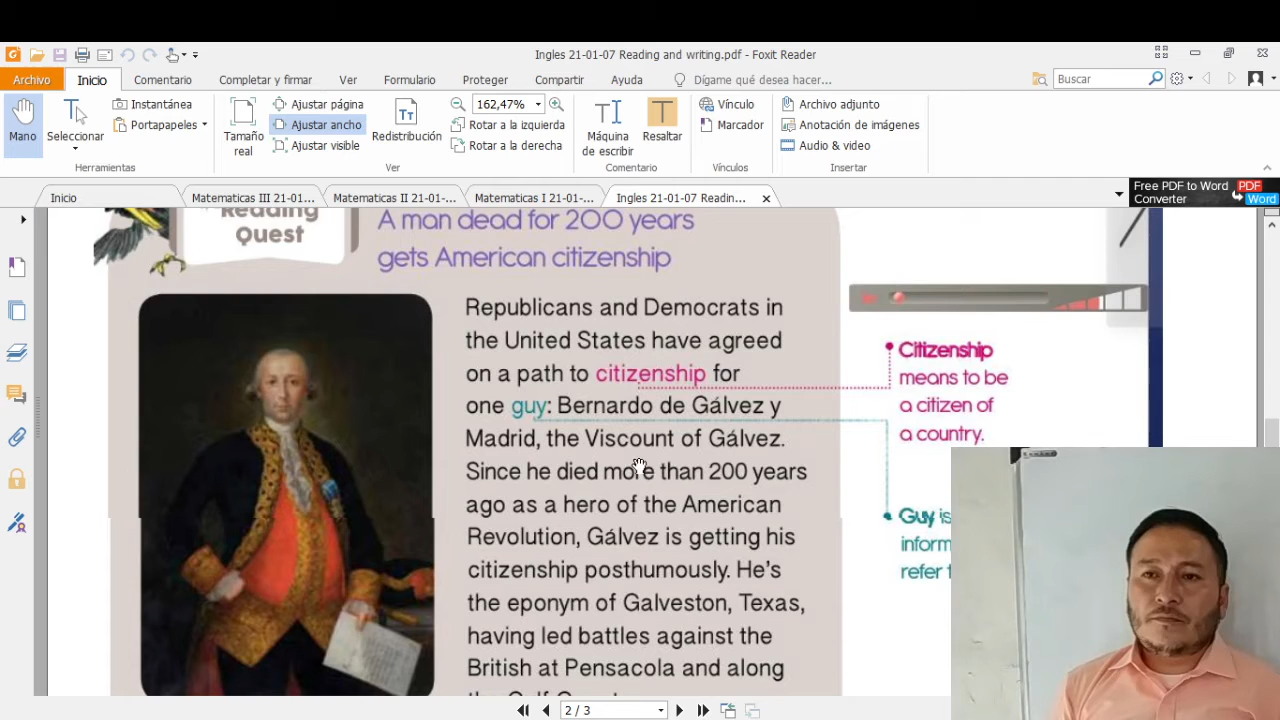 Ingles 21-01-07 Reading and writing.pdf - Foxit Reader
Archivo Inicio Comentario Completar y firmar Ver Formulario Proteger Compartir Ayuda Dígame qué desea hacer... Buscar
Mano
Seleccionar
Instantánea
Portapapeles
Herramientas
Tamaño real
Ajustar página
Ajustar ancho
Ajustar visible
Redistribución
162,47%
Rotar a la izquierda
Rotar a la derecha
Ver
Máquina de escribir
Resaltar
Comentario
Vínculo
Marcador
Vínculos
Archivo adjunto
Anotación de imágenes
Audio & video
Insertar
Inicio Matematicas III 21-01... Matematicas II 21-01-... Matematicas I 21-01-... Ingles 21-01-07 Readin...
Free PDF to Word PDF
Converter Word
Reading
Quest
A man dead for 200 years
gets American citizenship
Republicans and Democrats in
the United States have agreed
on a path to citizenship for
one guy: Bernardo de Gálvez y
Madrid, the Viscount of Gálvez.
Since he died more than 200 years
ago as a hero of the American
Revolution, Gálvez is getting his
citizenship posthumously. He's
the eponym of Galveston, Texas,
having led battles against the
British at Pensacola and along
Citizenship
means to be
a citizen of
a country.
Guy is
inform
refer
2 / 3